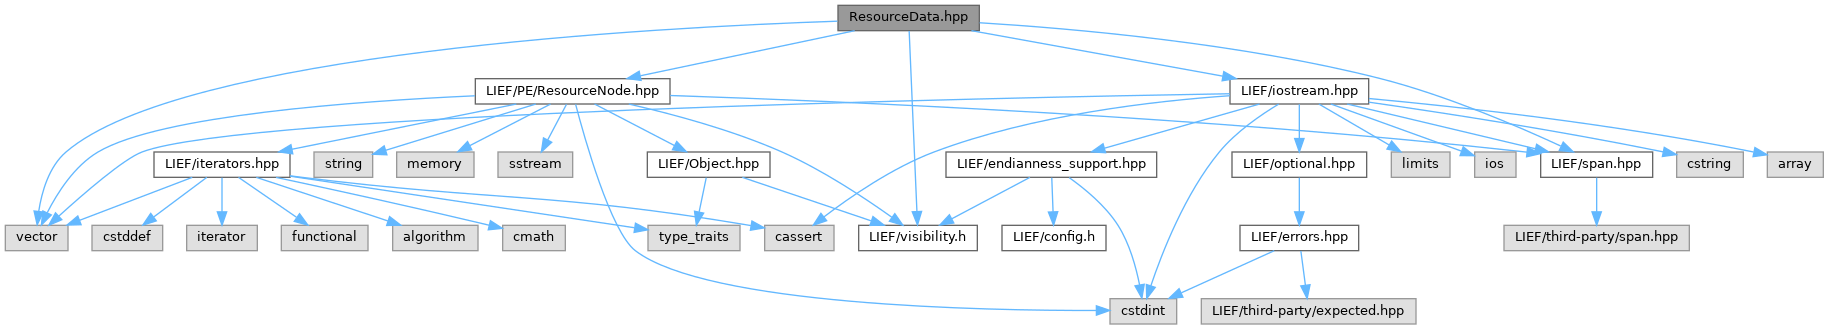 ResourceData.hpp
LIEF/PE/ResourceNode.hpp
LIEF/iostream.hpp
LIEF/iterators.hpp
string
memory
sstream
LIEF/Object.hpp
LIEF/endianness_support.hpp
LIEF/optional.hpp
limits
ios
LIEF/span.hpp
cstring
array
vector
cstddef
iterator
functional
algorithm
cmath
type_traits
cassert
LIEF/visibility.h
LIEF/config.h
LIEF/errors.hpp
LIEF/third-party/span.hpp
cstdint
LIEF/third-party/expected.hpp